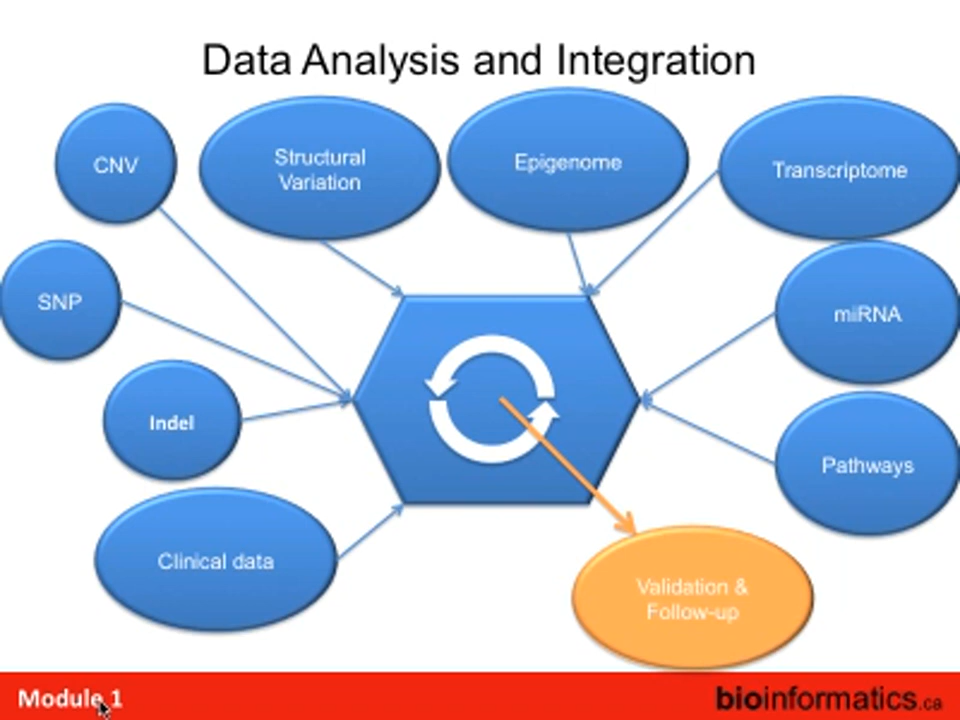 Data Analysis and Integration
CNV
Structural
Variation
Epigenome
Transcriptome
SNP
miRNA
Indel
Pathways
Clinical data
Validation &
Follow-up
Module 1
bioinformatics.ca